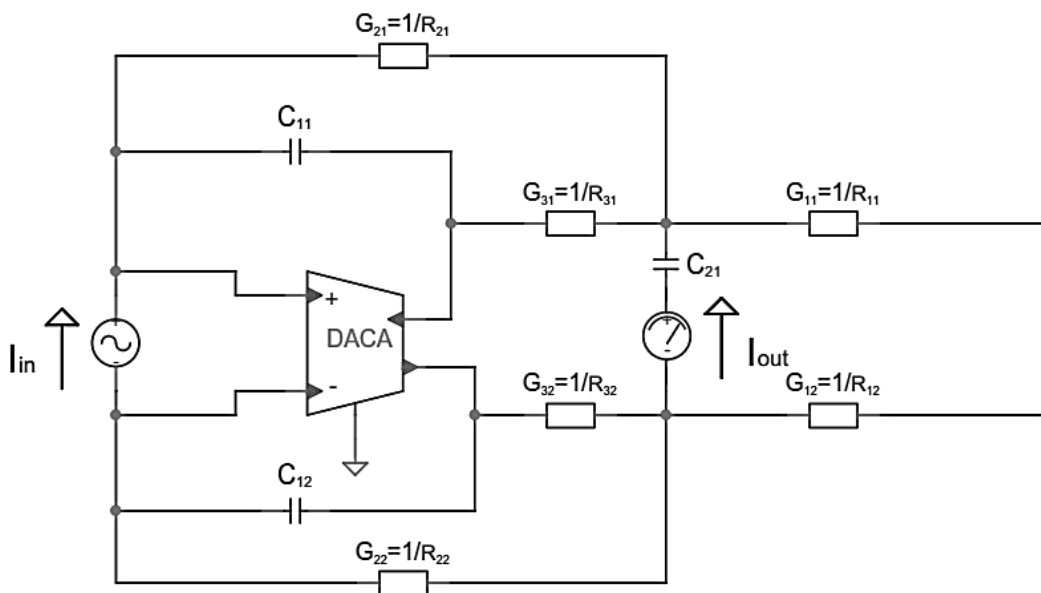 G₂₁=1/R₂₁
C₁₁
G₃₁=1/R₃₁
G₁₁=1/R₁₁
C₂₁
+
DACA
-
+
-
Iin
+
-
Iout
G₃₂=1/R₃₂
G₁₂=1/R₁₂
C₁₂
G₂₂=1/R₂₂